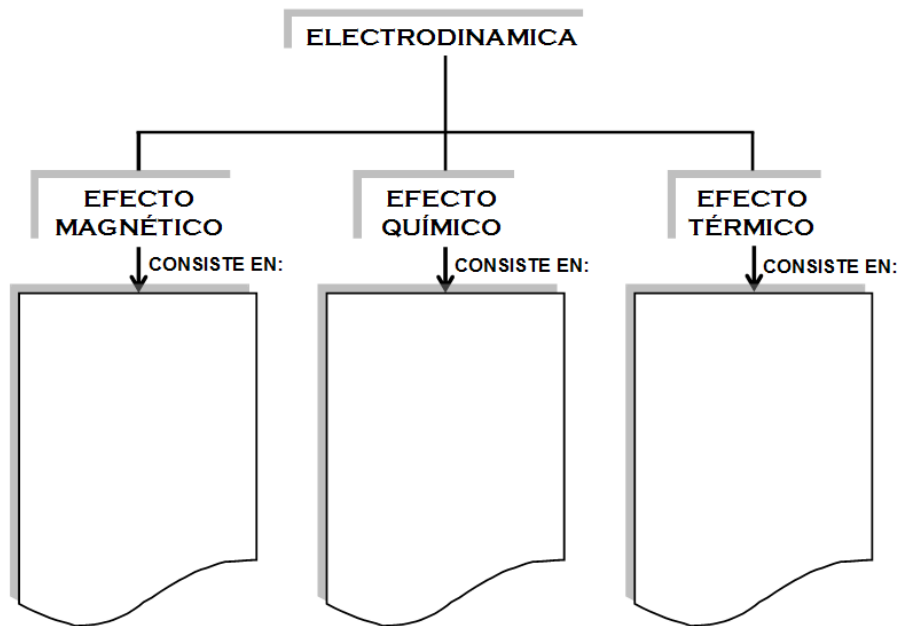 ELECTRODINAMICA
EFECTO
MAGNÉTICO
EFECTO
QUÍMICO
EFECTO
TÉRMICO
CONSISTE EN:
CONSISTE EN:
CONSISTE EN: